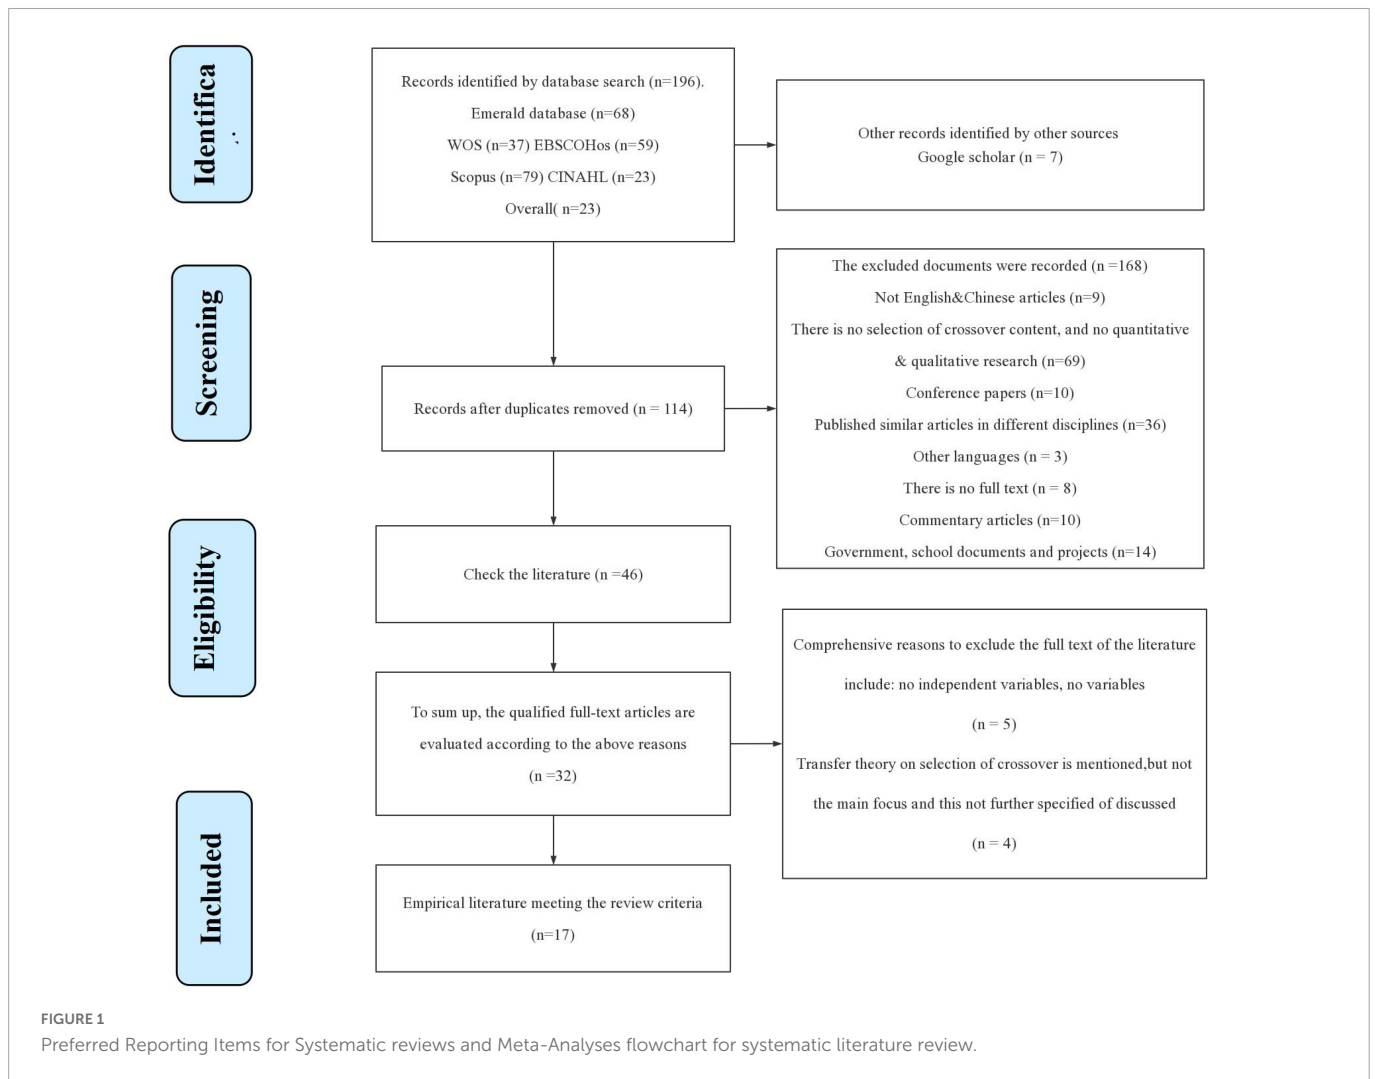 Identifica
Records identified by database search (n=196).
Emerald database (n=68)
WOS (n=37) EBSCOHos (n=59)
Scopus (n=79) CINAHL (n=23)
Overall( n=23)
Other records identified by other sources
Google scholar (n = 7)
Screening
Records after duplicates removed (n = 114)
The excluded documents were recorded (n =168)
Not English&Chinese articles (n=9)
There is no selection of crossover content, and no quantitative
& qualitative research (n=69)
Conference papers (n=10)
Published similar articles in different disciplines (n=36)
Other languages (n = 3)
There is no full text (n = 8)
Commentary articles (n=10)
Government, school documents and projects (n=14)
Eligibility
Check the literature (n =46)
To sum up, the qualified full-text articles are
evaluated according to the above reasons
(n =32)
Comprehensive reasons to exclude the full text of the literature
include: no independent variables, no variables
(n = 5)
Transfer theory on selection of crossover is mentioned,but not
the main focus and this not further specified of discussed
(n = 4)
Included
Empirical literature meeting the review criteria
(n=17)
FIGURE 1
Preferred Reporting Items for Systematic reviews and Meta-Analyses flowchart for systematic literature review.